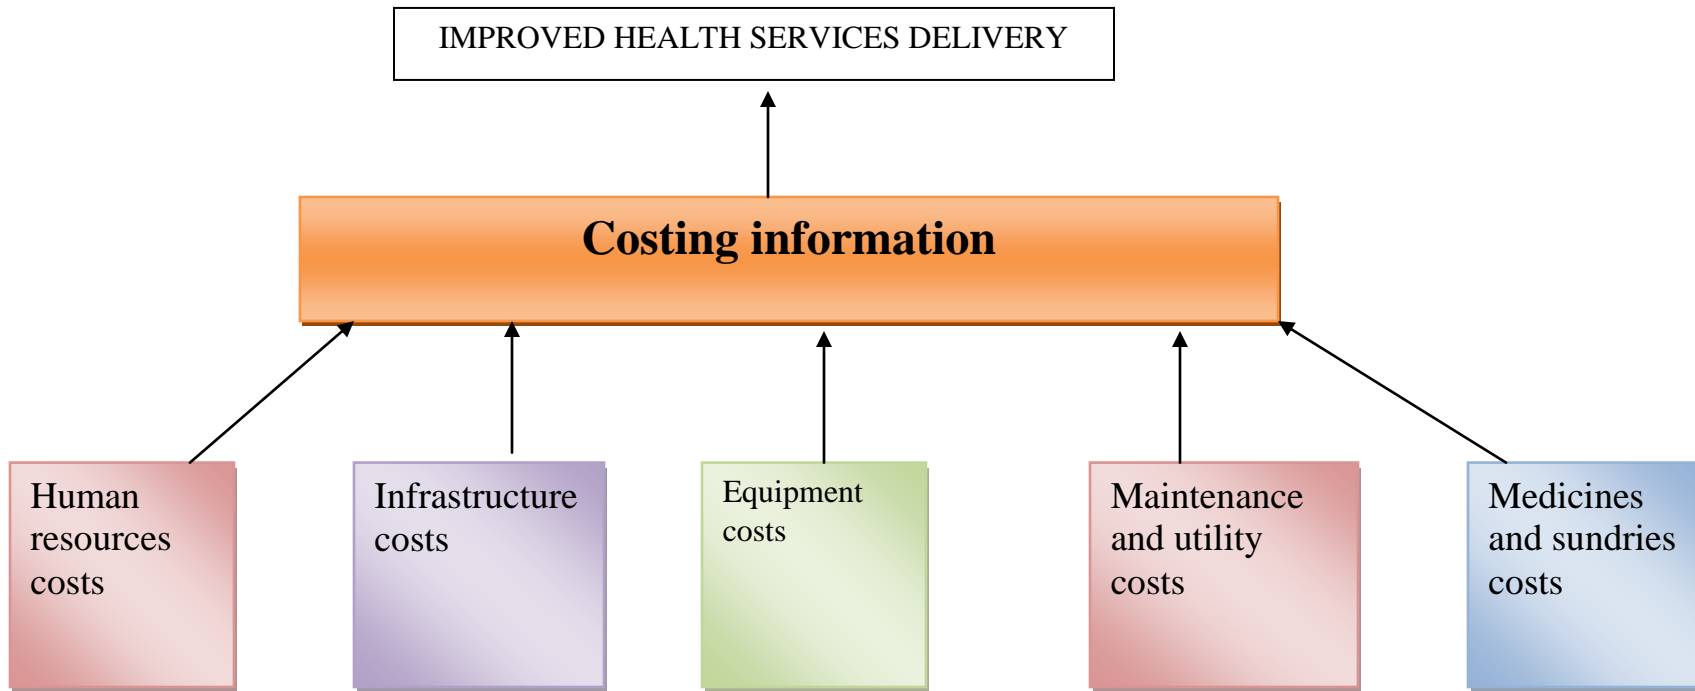 IMPROVED HEALTH SERVICES DELIVERY
Costing information
Human
resources
costs
Infrastructure
costs
Equipment
costs
Maintenance
and utility
costs
Medicines
and sundries
costs